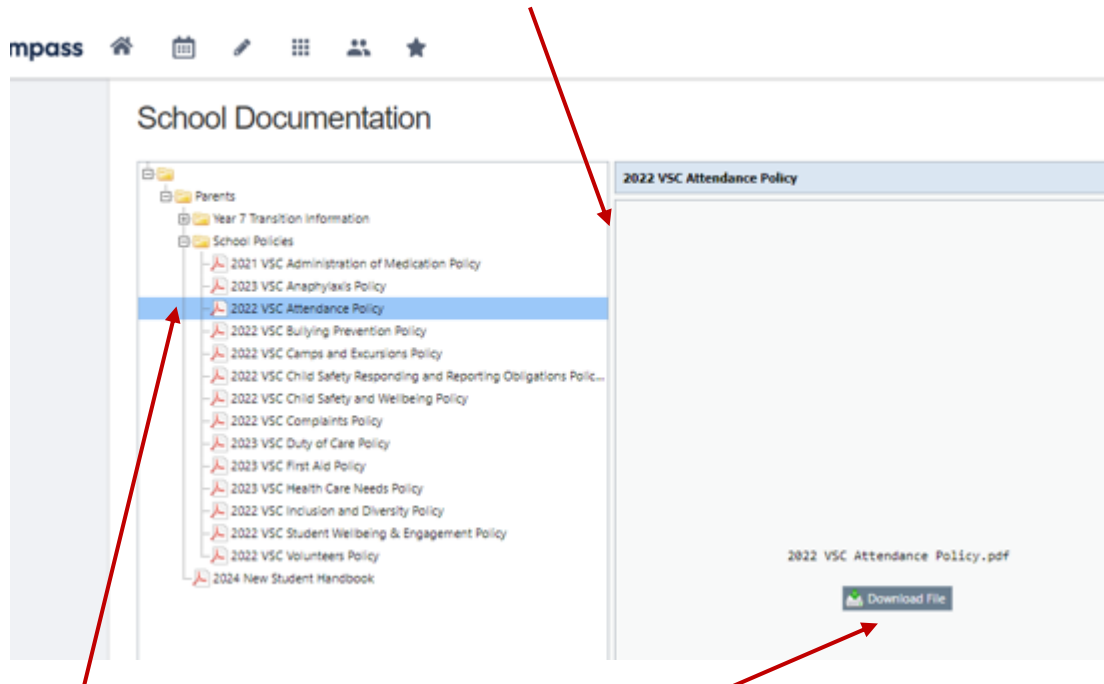 mpass
School Documentation
Parents
Year 7 Transition Information
School Policies
2021 VSC Administration of Medication Policy
2023 VSC Anaphylaxis Policy
2022 VSC Attendance Policy
2022 VSC Bullying Prevention Policy
2022 VSC Camps and Excursions Policy
2022 VSC Child Safety Responding and Reporting Obligations Polic...
2022 VSC Child Safety and Wellbeing Policy
2022 VSC Complaints Policy
2023 VSC Duty of Care Policy
2023 VSC First Aid Policy
2023 VSC Health Care Needs Policy
2022 VSC Inclusion and Diversity Policy
2022 VSC Student Wellbeing & Engagement Policy
2022 VSC Volunteers Policy
2024 New Student Handbook
2022 VSC Attendance Policy
2022 VSC Attendance Policy.pdf
Download File